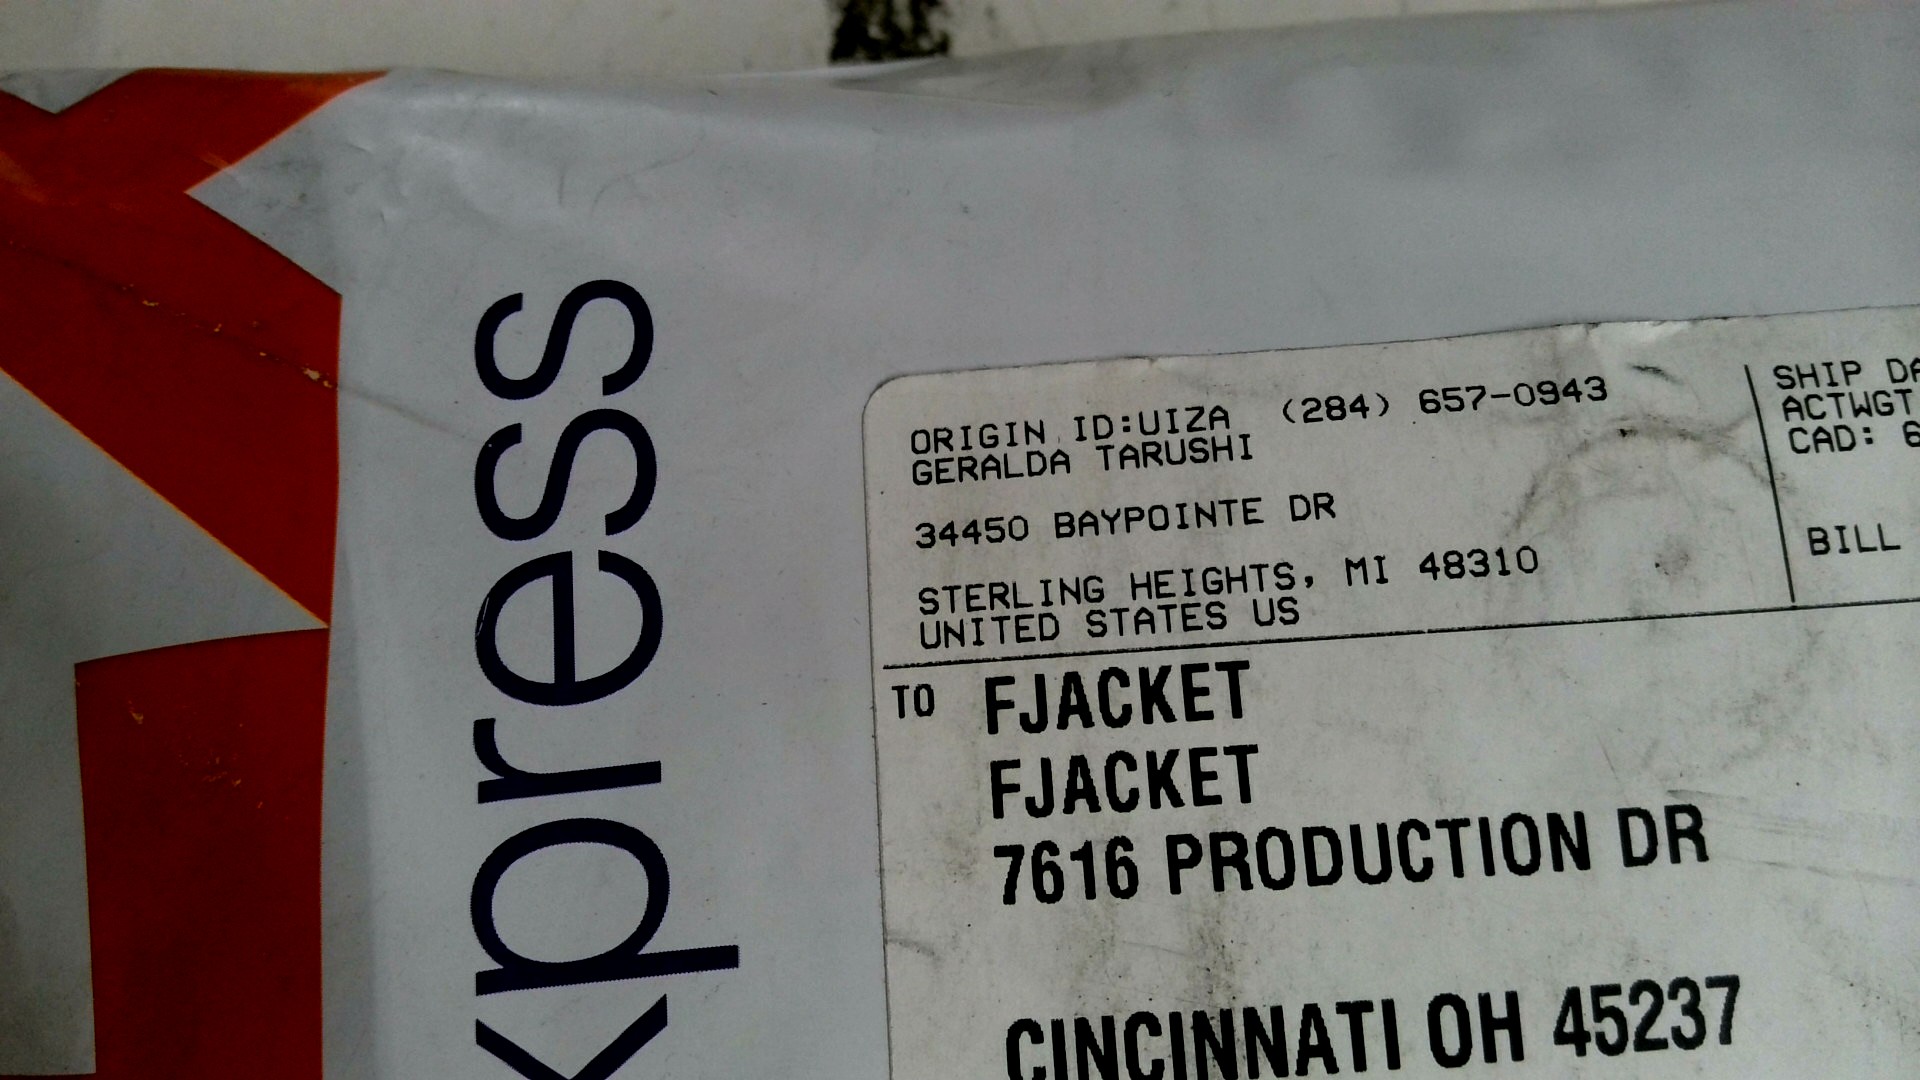 xpress
ORIGIN ID:UIZA (284) 657-0943
GERALDA TARUSHI
34450 BAYPOINTE DR
STERLING HEIGHTS, MI 48310
UNITED STATES US
SHIP DA
ACTWGT
CAD: 6
BILL
TO FJACKET
FJACKET
7616 PRODUCTION DR
CINCINNATI OH 45237